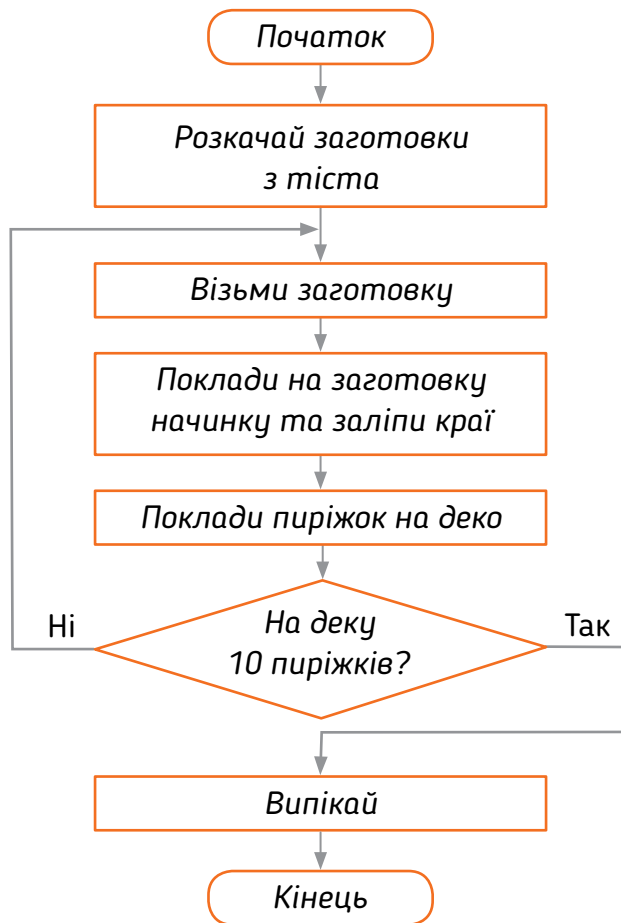 Початок
Розкачай заготовки
з тіста
Візьми заготовку
Поклади на заготовку
начинку та заліпи краї
Поклади пиріжок на деко
Ні
На деку
10 пиріжків?
Так
Випікай
Кінець